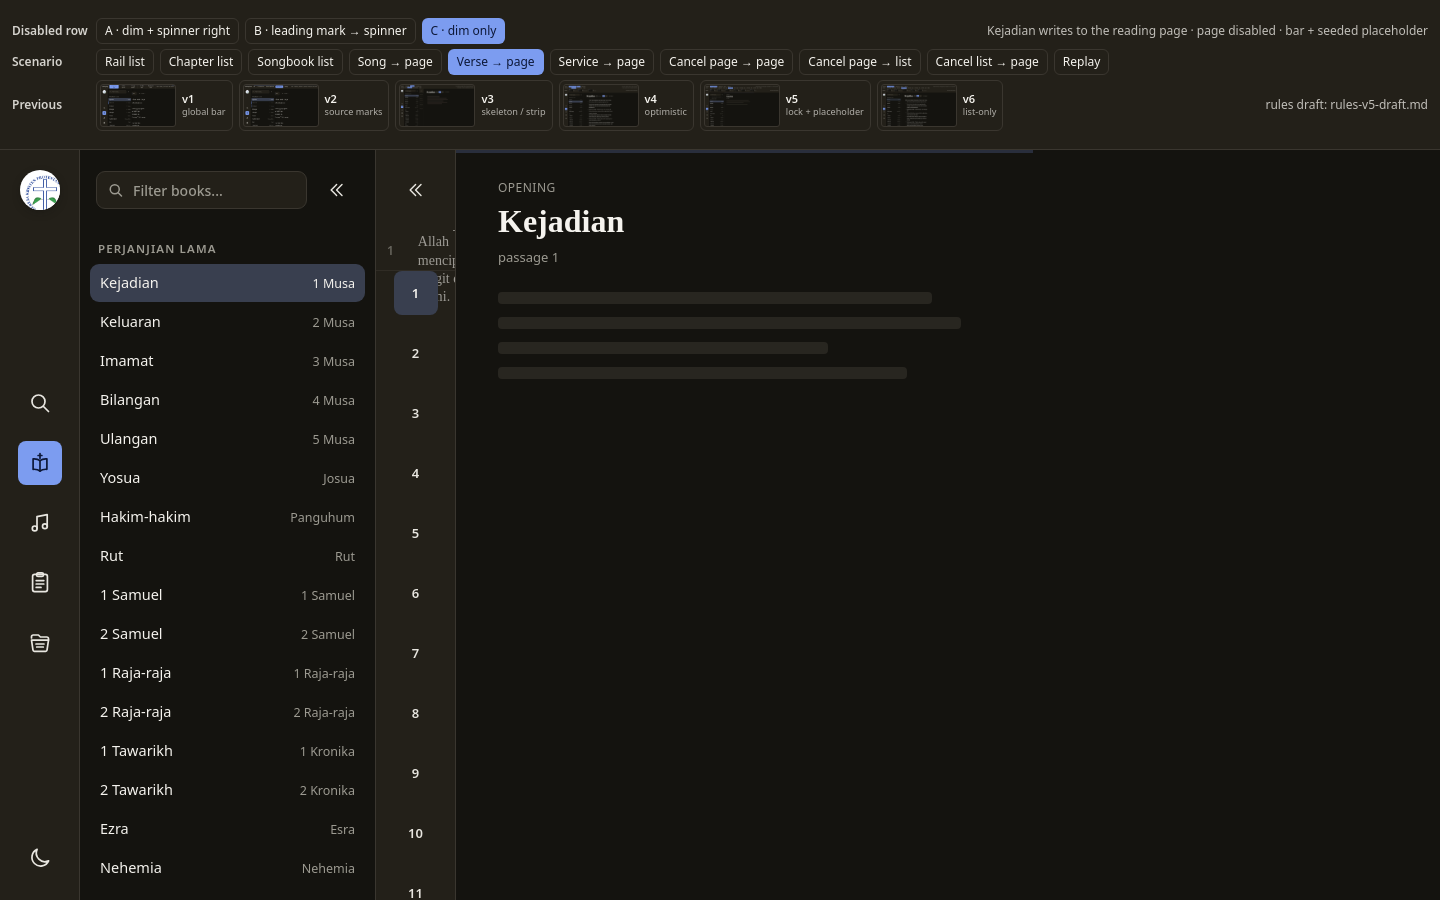 Disabled row
A · dim + spinner right
B · leading mark → spinner
C · dim only
Kejadian writes to the reading page · page disabled · bar + seeded placeholder
Scenario
Rail list
Chapter list
Songbook list
Song → page
Verse → page
Service → page
Cancel page → page
Cancel page → list
Cancel list → page
Replay
Previous
v1
global bar
v2
source marks
v3
skeleton / strip
v4
optimistic
v5
lock + placeholder
v6
list-only
rules draft: rules-v5-draft.md
Filter books...
PERJANJIAN LAMA
Kejadian 1 Musa
Keluaran 2 Musa
Imamat 3 Musa
Bilangan 4 Musa
Ulangan 5 Musa
Yosua Josua
Hakim-hakim Panguhum
Rut Rut
1 Samuel 1 Samuel
2 Samuel 2 Samuel
1 Raja-raja 1 Raja-raja
2 Raja-raja 2 Raja-raja
1 Tawarikh 1 Kronika
2 Tawarikh 2 Kronika
Ezra Esra
Nehemia Nehemia
1 Allah
1
2
3
4
5
6
7
8
9
10
11
OPENING
Kejadian
passage 1